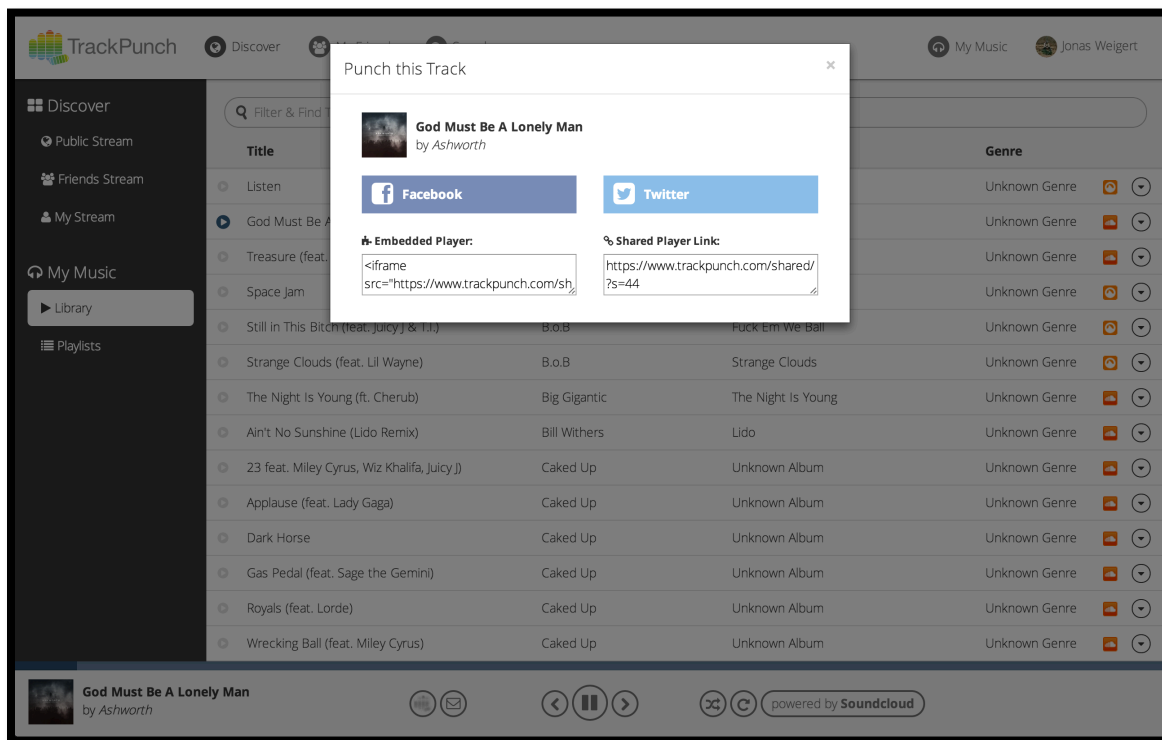 TrackPunch
Discover
My Music
Jonas Weigert
Punch this Track
×
God Must Be A Lonely Man
by Ashworth
Facebook
Twitter
Embedded Player:
Shared Player Link:
<iframe
src="https://www.trackpunch.com/sh
https://www.trackpunch.com/shared/
?s=44
Discover
Public Stream
Friends Stream
My Stream
My Music
Library
Playlists
Filter & Find T
Title Genre
Listen Unknown Genre
God Must Be A Unknown Genre
Treasure (feat. Unknown Genre
Space Jam Unknown Genre
Still in This Bitch (feat. Juicy J & T.I.) B.o.B Fuck Em We Ball Unknown Genre
Strange Clouds (feat. Lil Wayne) B.o.B Strange Clouds Unknown Genre
The Night Is Young (ft. Cherub) Big Gigantic The Night Is Young Unknown Genre
Ain't No Sunshine (Lido Remix) Bill Withers Lido Unknown Genre
23 feat. Miley Cyrus, Wiz Khalifa, Juicy J) Caked Up Unknown Album Unknown Genre
Applause (feat. Lady Gaga) Caked Up Unknown Album Unknown Genre
Dark Horse Caked Up Unknown Album Unknown Genre
Gas Pedal (feat. Sage the Gemini) Caked Up Unknown Album Unknown Genre
Royals (feat. Lorde) Caked Up Unknown Album Unknown Genre
Wrecking Ball (feat. Miley Cyrus) Caked Up Unknown Album Unknown Genre
God Must Be A Lonely Man
by Ashworth
powered by Soundcloud